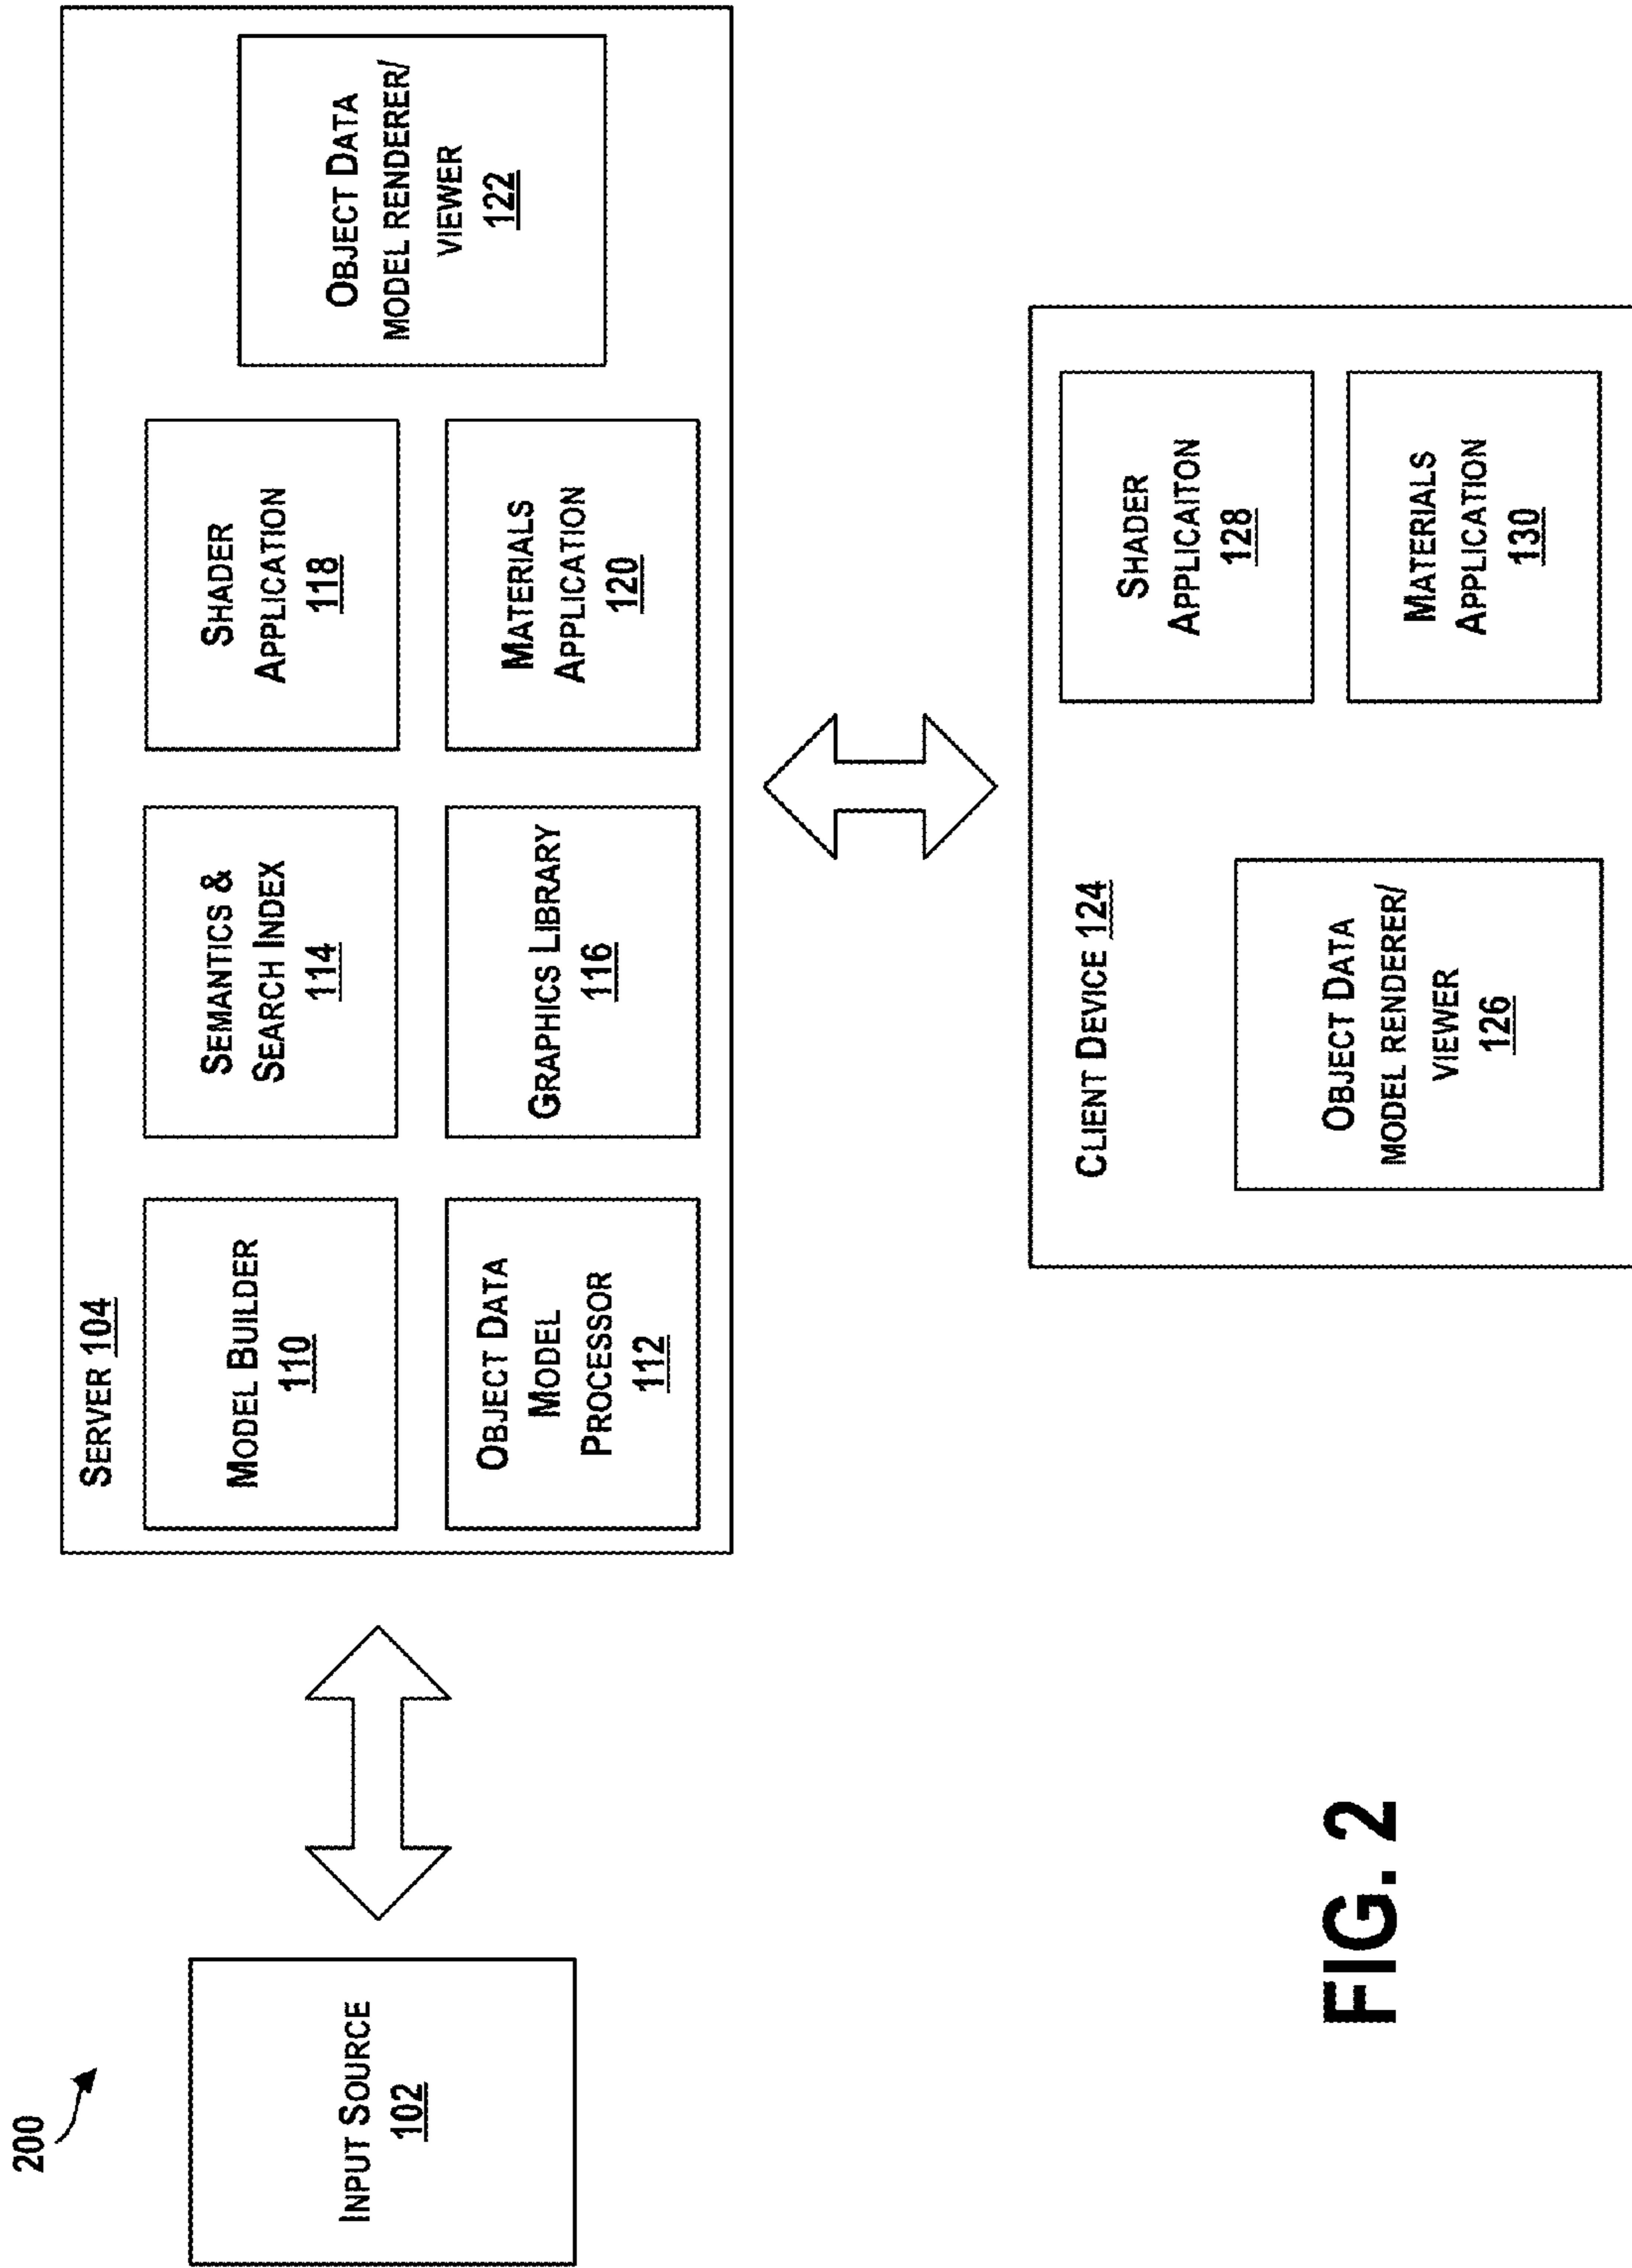 200
INPUT SOURCE
102
SERVER 104
MODEL BUILDER
110
SEMANTICS &
SEARCH INDEX
114
SHADER
APPLICATION
118
OBJECT DATA
MODEL RENDERER/
VIEWER
122
OBJECT DATA
MODEL
PROCESSOR
112
GRAPHICS LIBRARY
116
MATERIALS
APPLICATION
120
CLIENT DEVICE 124
OBJECT DATA
MODEL RENDERER/
VIEWER
126
SHADER
APPLICAITON
128
MATERIALS
APPLICATION
130
FIG. 2